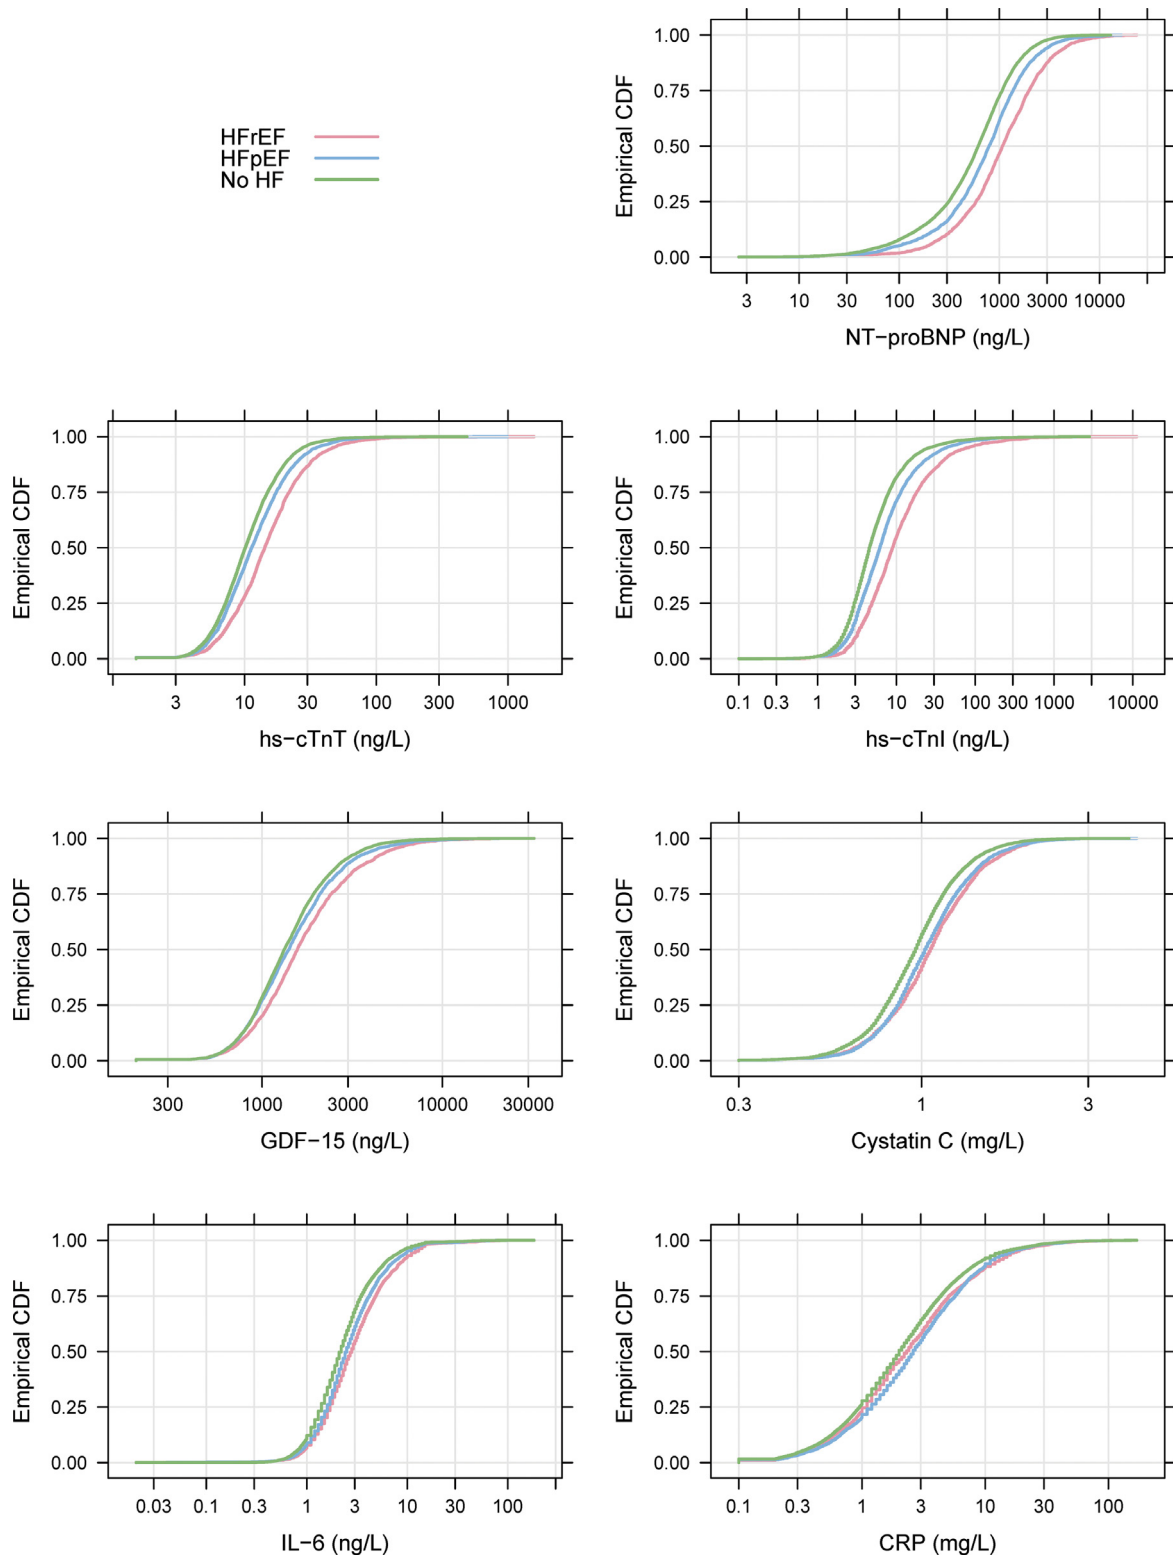 HFrEF
HFpEF
No HF
Empirical CDF
1.00
0.75
0.50
0.25
0.00
3 10 30 100 300 1000 3000 10000
NT−proBNP (ng/L)
Empirical CDF
1.00
0.75
0.50
0.25
0.00
3 10 30 100 300 1000
hs−cTnT (ng/L)
Empirical CDF
1.00
0.75
0.50
0.25
0.00
0.1 0.3 1 3 10 30 100 300 1000 10000
hs−cTnI (ng/L)
Empirical CDF
1.00
0.75
0.50
0.25
0.00
300 1000 3000 10000 30000
GDF−15 (ng/L)
Empirical CDF
1.00
0.75
0.50
0.25
0.00
0.3 1 3
Cystatin C (mg/L)
Empirical CDF
1.00
0.75
0.50
0.25
0.00
0.03 0.1 0.3 1 3 10 30 100
IL−6 (ng/L)
Empirical CDF
1.00
0.75
0.50
0.25
0.00
0.1 0.3 1 3 10 30 100
CRP (mg/L)